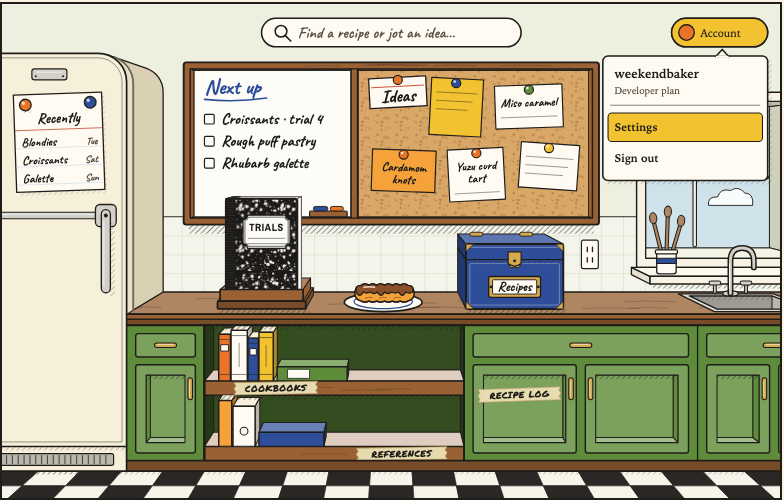 Find a recipe or jot an idea...
Account
weekendbaker
Developer plan
Settings
Sign out
Recently
Blondies Tue
Croissants Sat
Galette Sun
Next up
Croissants · trial 4
Rough puff pastry
Rhubarb galette
Ideas
Miso caramel
Cardamom
knots
Yuzu curd
tart
TRIALS
Recipes
COOKBOOKS
RECIPE LOG
REFERENCES